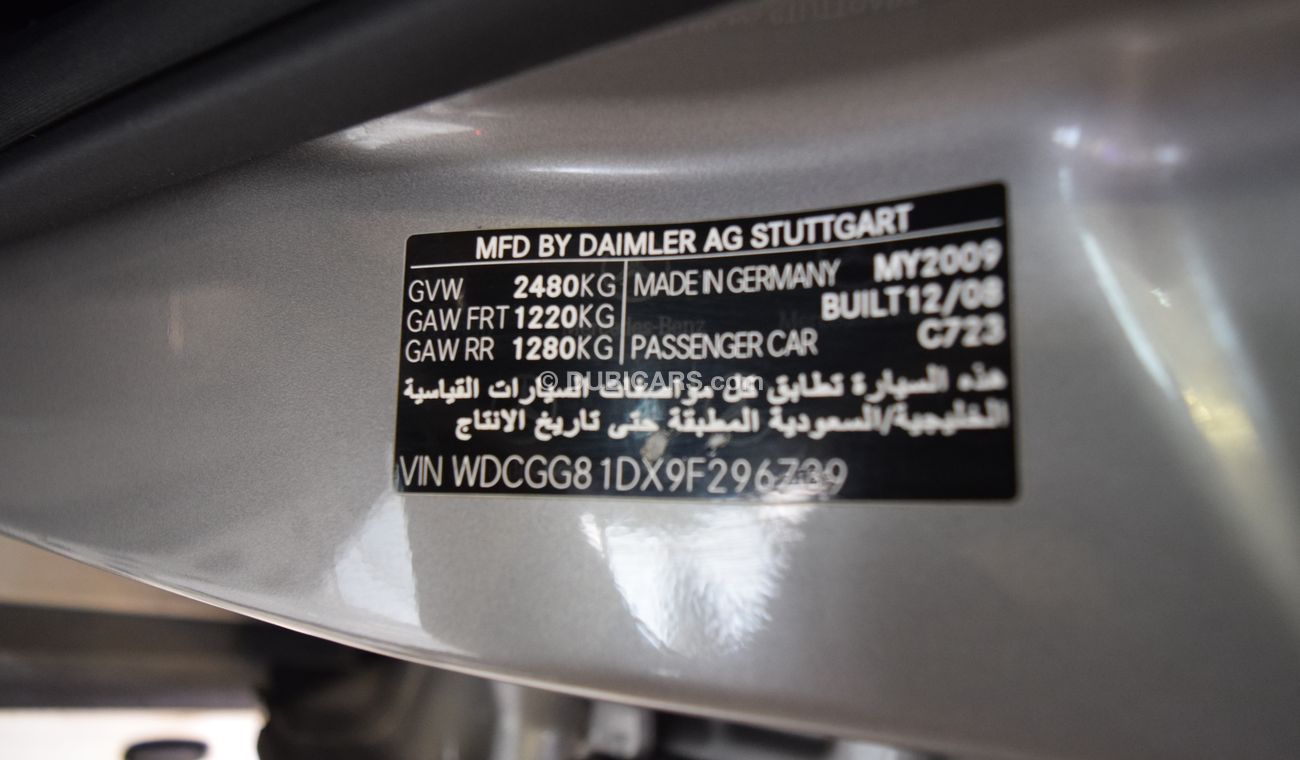 MFD BY DAIMLER AG STUTTGART
GVW 2480KG
GAW FRT 1220KG
GAW RR 1280KG
MADE IN GERMANY MY2009
BUILT 12/08
PASSENGER CAR C723
هذه السيارة تطابق كل مواصفات السيارات القياسية
الخليجية/السعودية المطبقة حتى تاريخ الانتاج
VIN WDCGG81DX9F296739
© DUBICARS.com